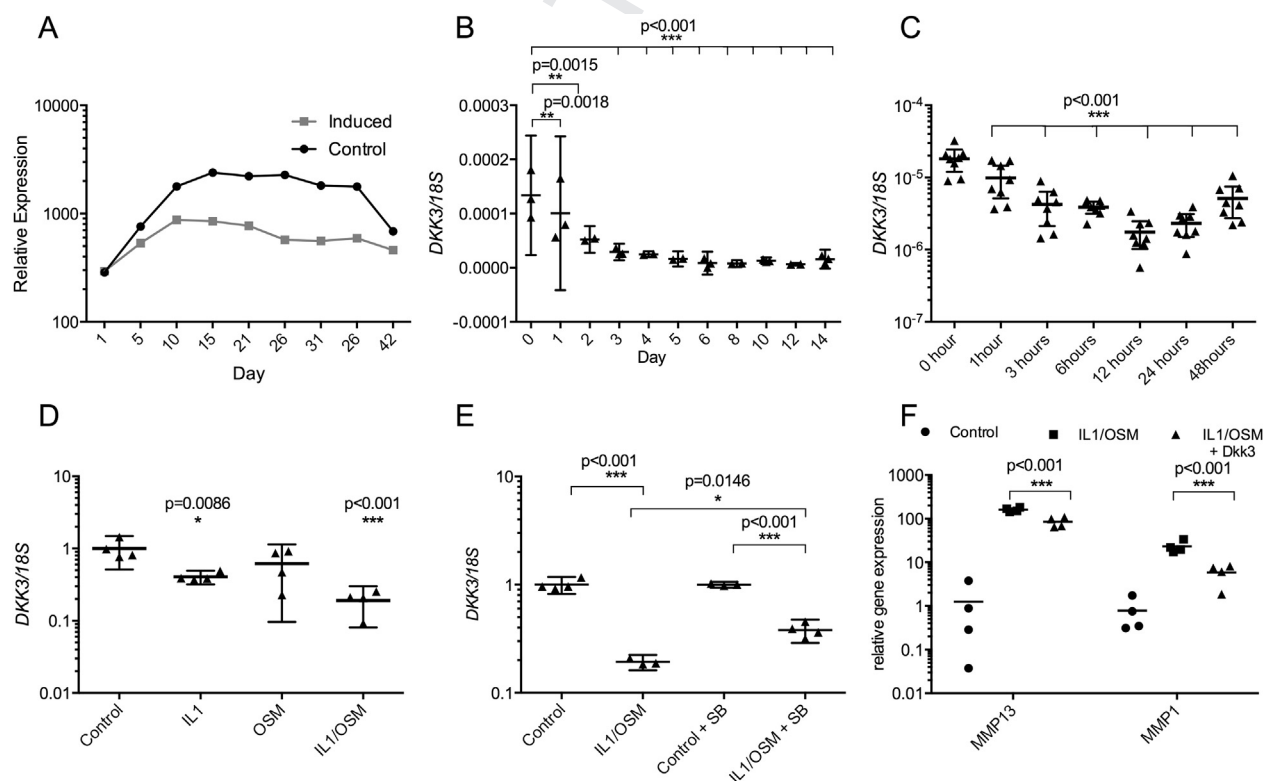 A
10000
1000
100
Relative Expression
Induced
Control
1 5 10 15 21 26 31 26 42
Day
B
p<0.001
***
p=0.0015
**
p=0.0018
**
0.0003
0.0002
0.0001
0.0000
-0.0001
DKK3/18S
0 1 2 3 4 5 6 8 10 12 14
Day
C
p<0.001
***
10-4
10-5
10-6
10-7
DKK3/18S
0 hour 1hour 3 hours 6hours 12 hours 24 hours 48hours
D
10
1
0.1
0.01
DKK3/18S
p=0.0086
*
p<0.001
***
Control IL1 OSM IL1/OSM
E
10
1
0.1
DKK3/18S
p<0.001
***
p=0.0146
*
p<0.001
***
Control IL1/OSM Control + SB IL1/OSM + SB
F
Control IL1/OSM IL1/OSM
+ Dkk3
1000
100
10
1
0.1
0.01
relative gene expression
p<0.001
***
p<0.001
***
MMP13 MMP1